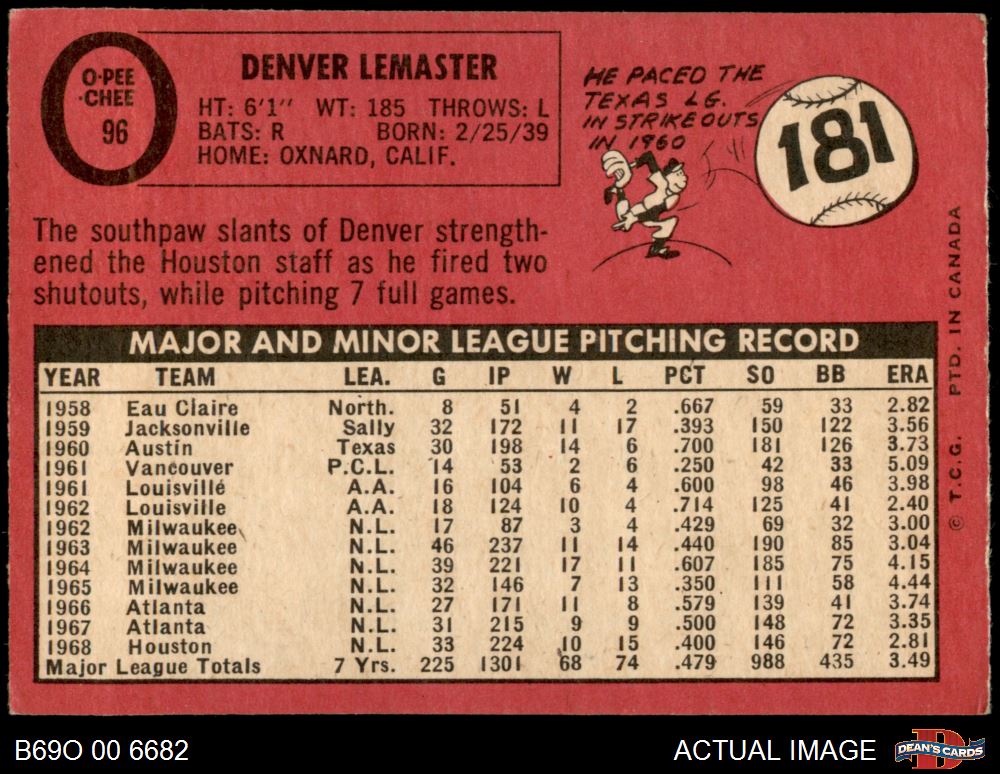 O-PEE
-CHEE
96
DENVER LEMASTER
HT: 6'1" WT: 185 THROWS: L
BATS: R BORN: 2/25/39
HOME: OXNARD, CALIF.
HE PACED THE
TEXAS LG.
IN STRIKEOUTS
IN 1960
181
The southpaw slants of Denver strength-
ened the Houston staff as he fired two
shutouts, while pitching 7 full games.
MAJOR AND MINOR LEAGUE PITCHING RECORD
YEAR TEAM LEA. G IP W L PCT SO BB ERA
1958 Eau Claire North. 8 51 4 2 .667 59 33 2.82
1959 Jacksonville Sally 32 172 11 17 .393 150 122 3.56
1960 Austin Texas 30 198 14 6 .700 181 126 3.73
1961 Vancouver P.C.L. 14 53 2 6 .250 42 33 5.09
1961 Louisville A.A. 16 104 6 4 .600 98 46 3.98
1962 Louisville A.A. 18 124 10 4 .714 125 41 2.40
1962 Milwaukee N.L. 17 87 3 4 .429 69 32 3.00
1963 Milwaukee N.L. 46 237 11 14 .440 190 85 3.04
1964 Milwaukee N.L. 39 221 17 11 .607 185 75 4.15
1965 Milwaukee N.L. 32 146 7 13 .350 111 58 4.44
1966 Atlanta N.L. 27 171 11 8 .579 139 41 3.74
1967 Atlanta N.L. 31 215 9 9 .500 148 72 3.35
1968 Houston N.L. 33 224 10 15 .400 146 72 2.81
Major League Totals 7 Yrs. 225 1301 68 74 .479 988 435 3.49
© T.C.G. PTD. IN CANADA
B69O 00 6682
ACTUAL IMAGE
D
DEAN'S CARDS